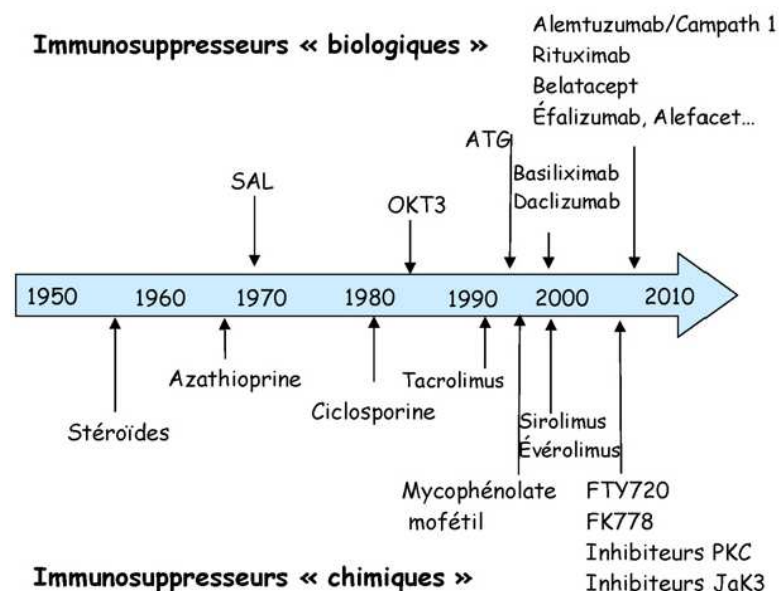 Immunosuppresseurs « biologiques »
Alemtuzumab/Campath 1
Rituximab
Belatacept
Éfalizumab, Alefacet...
ATG
Basiliximab
Daclizumab
SAL
OKT3
1950 1960 1970 1980 1990 2000 2010
Azathioprine
Tacrolimus
Stéroïdes
Ciclosporine
Sirolimus
Évérolimus
Mycophénolate
mofétil
FTY720
FK778
Inhibiteurs PKC
Inhibiteurs JaK3
Immunosuppresseurs « chimiques »